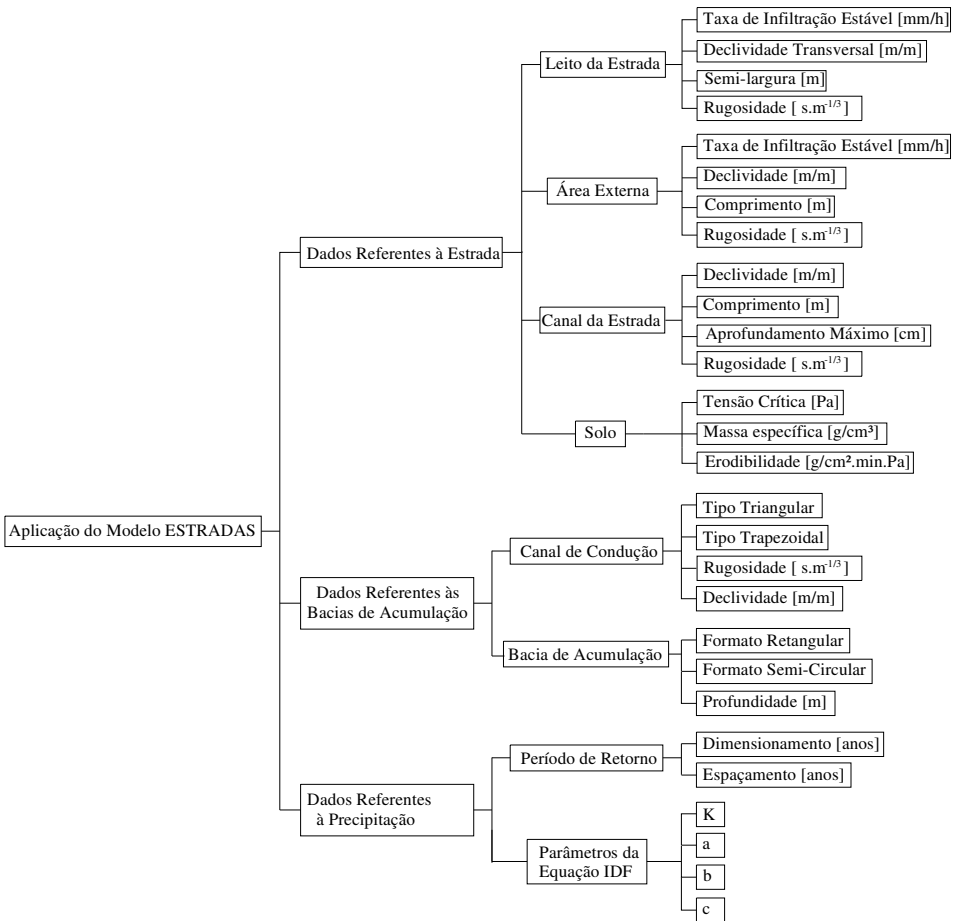 Aplicação do Modelo ESTRADAS
Dados Referentes à Estrada
Leito da Estrada
Taxa de Infiltração Estável [mm/h]
Declividade Transversal [m/m]
Semi-largura [m]
Rugosidade [ s.m-1/3 ]
Área Externa
Taxa de Infiltração Estável [mm/h]
Declividade [m/m]
Comprimento [m]
Rugosidade [ s.m-1/3 ]
Canal da Estrada
Declividade [m/m]
Comprimento [m]
Aprofundamento Máximo [cm]
Rugosidade [ s.m-1/3 ]
Solo
Tensão Crítica [Pa]
Massa específica [g/cm³]
Erodibilidade [g/cm².min.Pa]
Dados Referentes às
Bacias de Acumulação
Canal de Condução
Tipo Triangular
Tipo Trapezoidal
Rugosidade [ s.m-1/3 ]
Declividade [m/m]
Bacia de Acumulação
Formato Retangular
Formato Semi-Circular
Profundidade [m]
Dados Referentes
à Precipitação
Período de Retorno
Dimensionamento [anos]
Espaçamento [anos]
Parâmetros da
Equação IDF
K
a
b
c